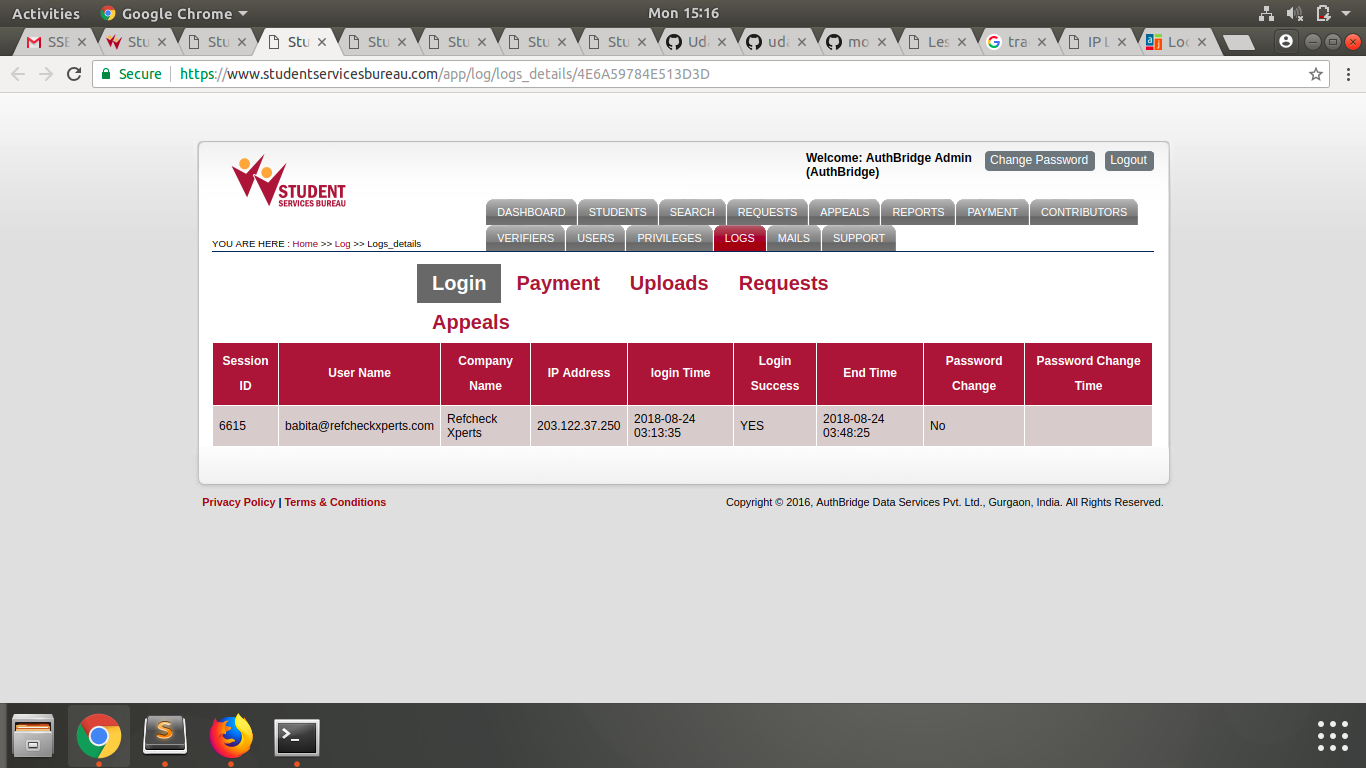 Activities Google Chrome Mon 15:16
SSE Stu Stu Stu Stu Stu Stu Stu Uda uda mo Les tra IP L Loc
Secure https://www.studentservicesbureau.com/app/log/logs_details/4E6A59784E513D3D
STUDENT
SERVICES BUREAU
Welcome: AuthBridge Admin
(AuthBridge)
Change Password Logout
DASHBOARD STUDENTS SEARCH REQUESTS APPEALS REPORTS PAYMENT CONTRIBUTORS
VERIFIERS USERS PRIVILEGES LOGS MAILS SUPPORT
YOU ARE HERE : Home >> Log >> Logs_details
Login Payment Uploads Requests
Appeals
Session ID User Name Company Name IP Address login Time Login Success End Time Password Change Password Change Time
6615 babita@refcheckxperts.com Refcheck Xperts 203.122.37.250 2018-08-24 03:13:35 YES 2018-08-24 03:48:25 No
Privacy Policy | Terms & Conditions Copyright © 2016, AuthBridge Data Services Pvt. Ltd., Gurgaon, India. All Rights Reserved.